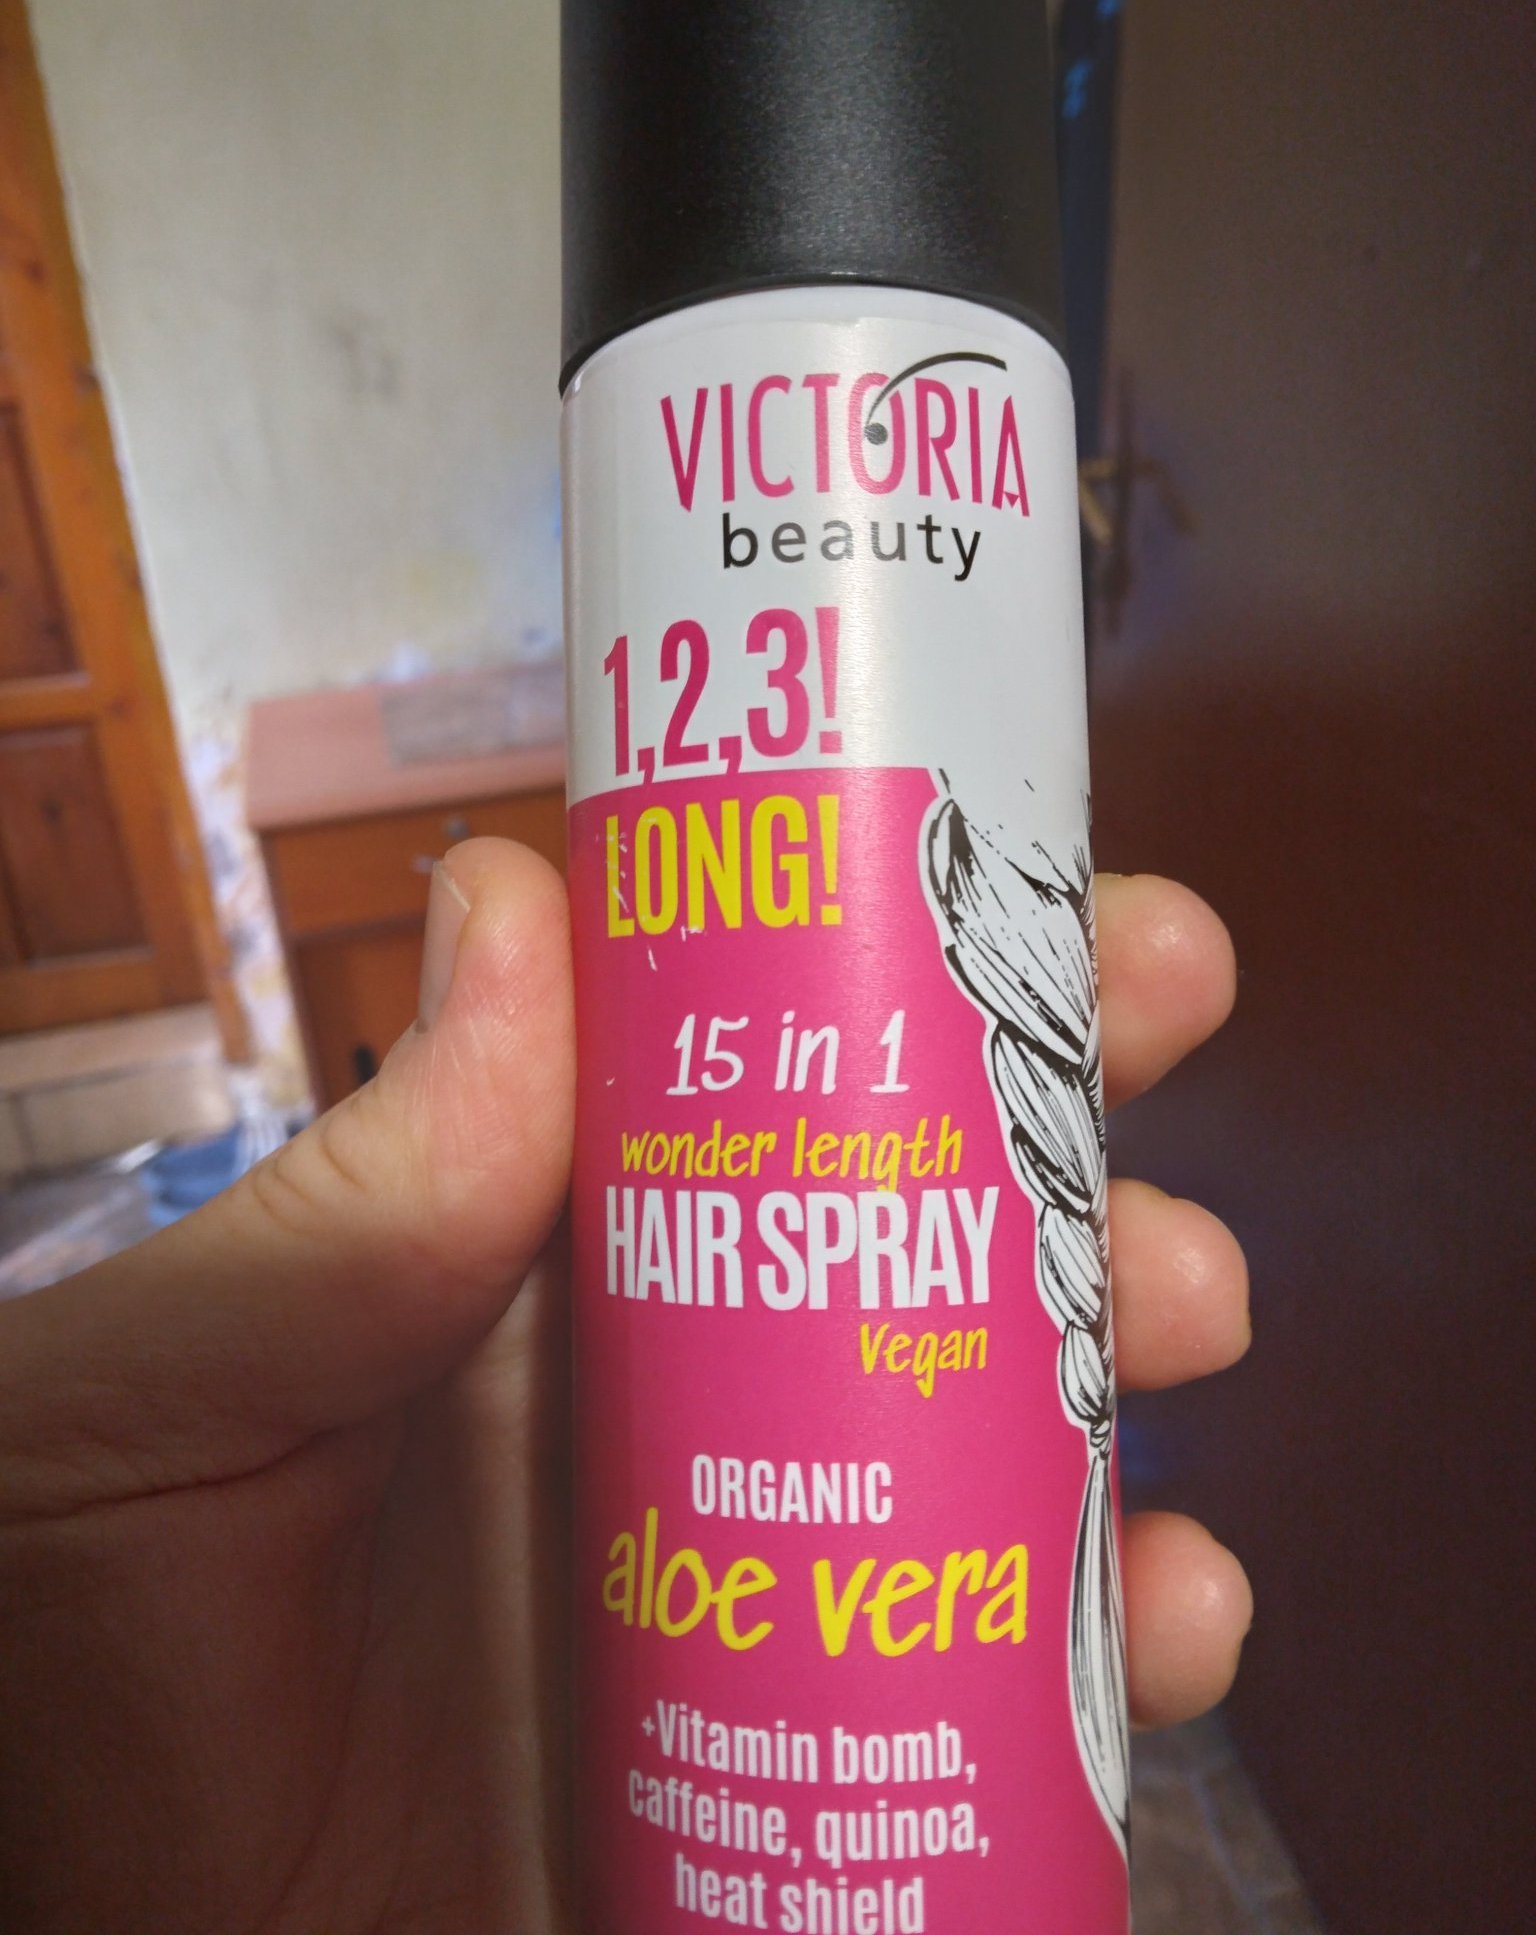 VICTORIA
beauty
1,2,3!
LONG!
15 in 1
wonder length
HAIR SPRAY
Vegan
ORGANIC
aloe vera
+Vitamin bomb,
caffeine, quinoa,
heat shield